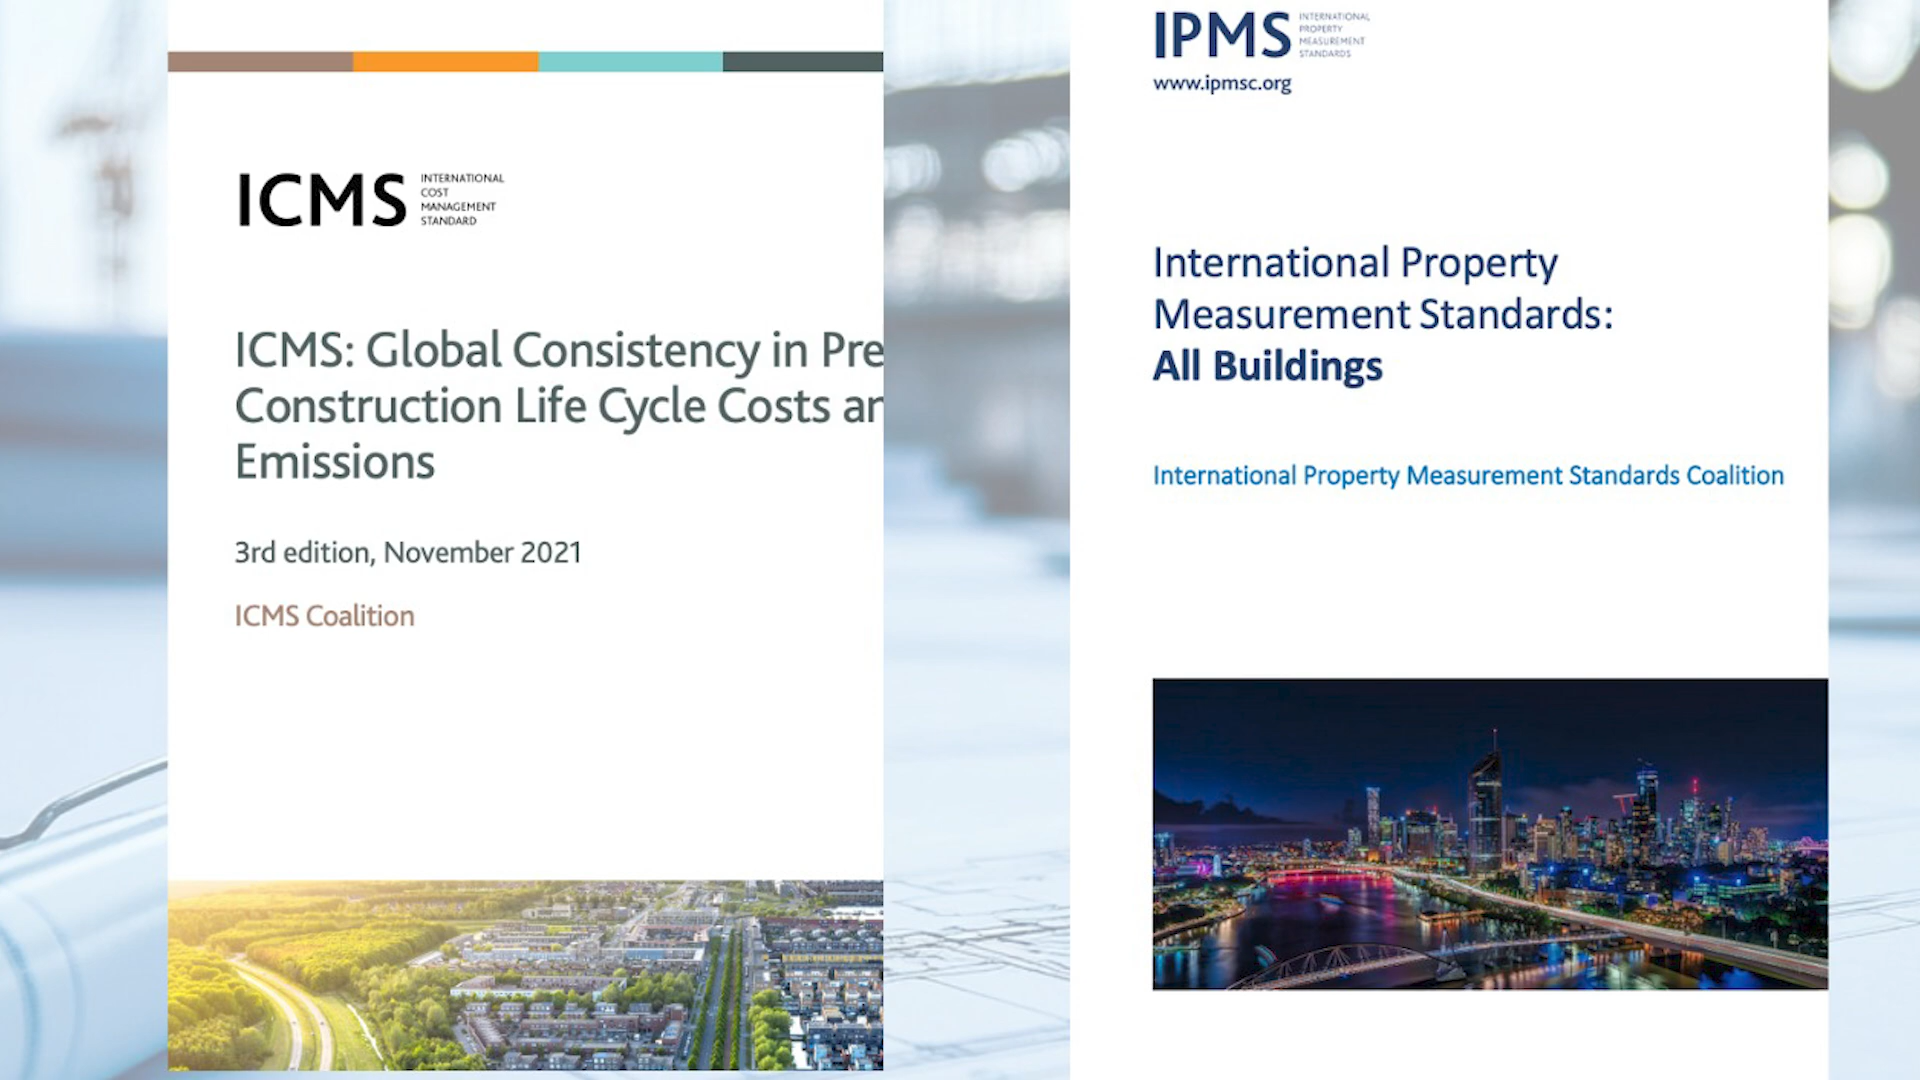 ICMS
INTERNATIONAL
COST
MANAGEMENT
STANDARD
ICMS: Global Consistency in Pre
Construction Life Cycle Costs ar
Emissions
3rd edition, November 2021
ICMS Coalition
IPMS
INTERNATIONAL
PROPERTY
MEASUREMENT
STANDARDS
www.ipmsc.org
International Property
Measurement Standards:
All Buildings
International Property Measurement Standards Coalition